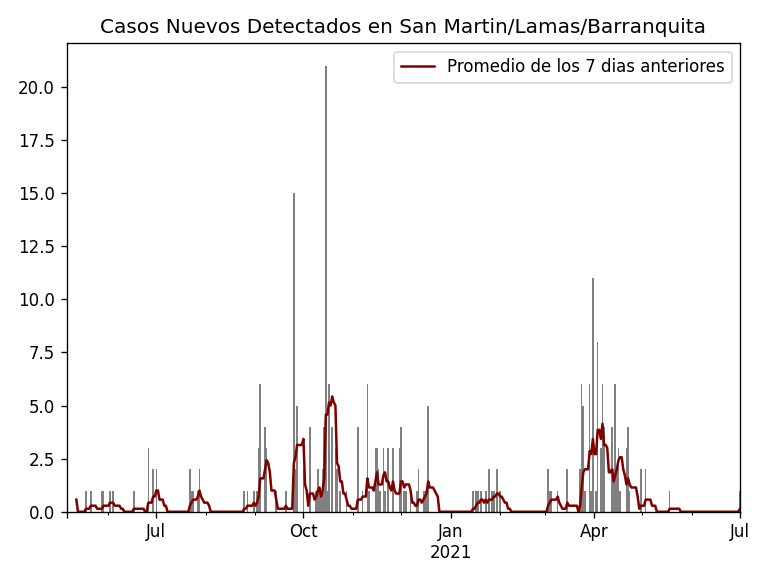 Casos Nuevos Detectados en San Martin/Lamas/Barranquita
Promedio de los 7 dias anteriores
20.0
17.5
15.0
12.5
10.0
7.5
5.0
2.5
0.0
Jul
Oct
Jan
2021
Apr
Jul